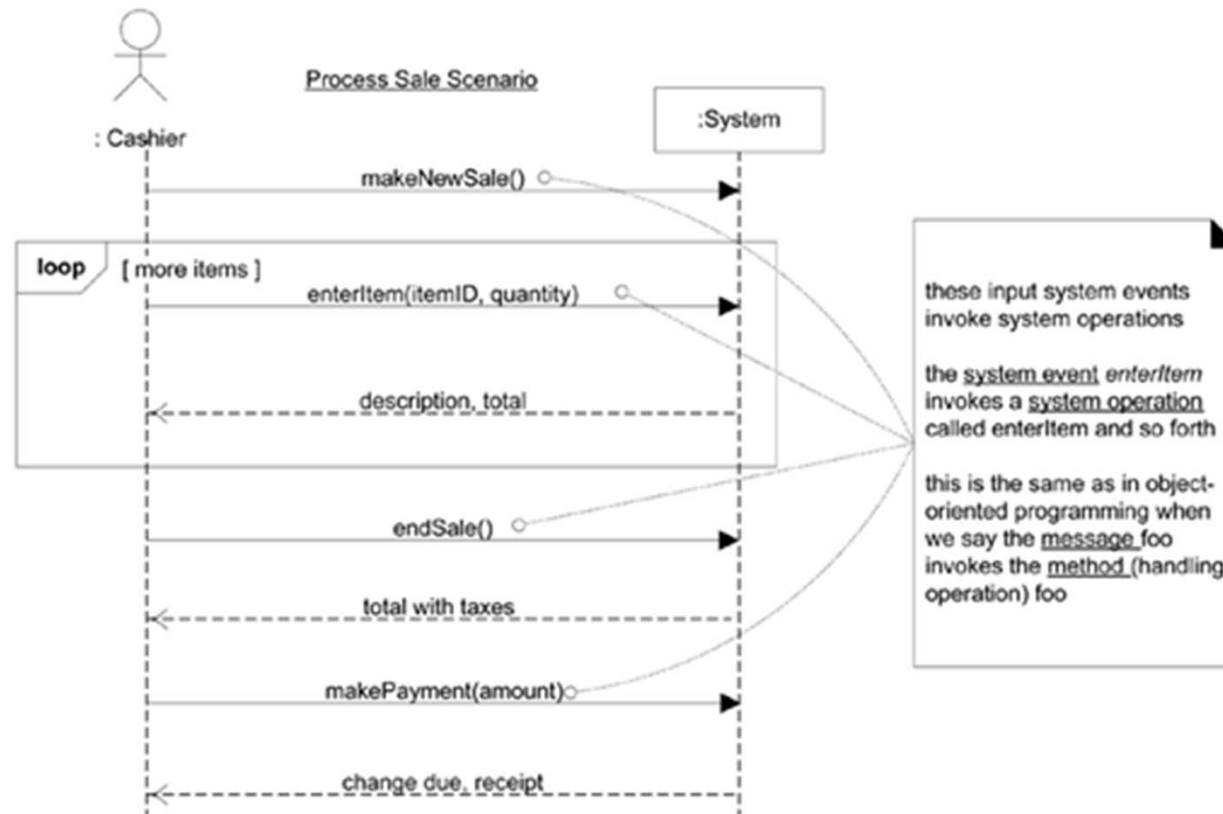 Process Sale Scenario
:System
: Cashier
makeNewSale()
loop
[ more items ]
enterItem(itemID, quantity)
description, total
endSale()
total with taxes
makePayment(amount)
change due, receipt
these input system events
invoke system operations
the system event enterItem
invokes a system operation
called enterItem and so forth
this is the same as in object-
oriented programming when
we say the message foo
invokes the method (handling
operation) foo